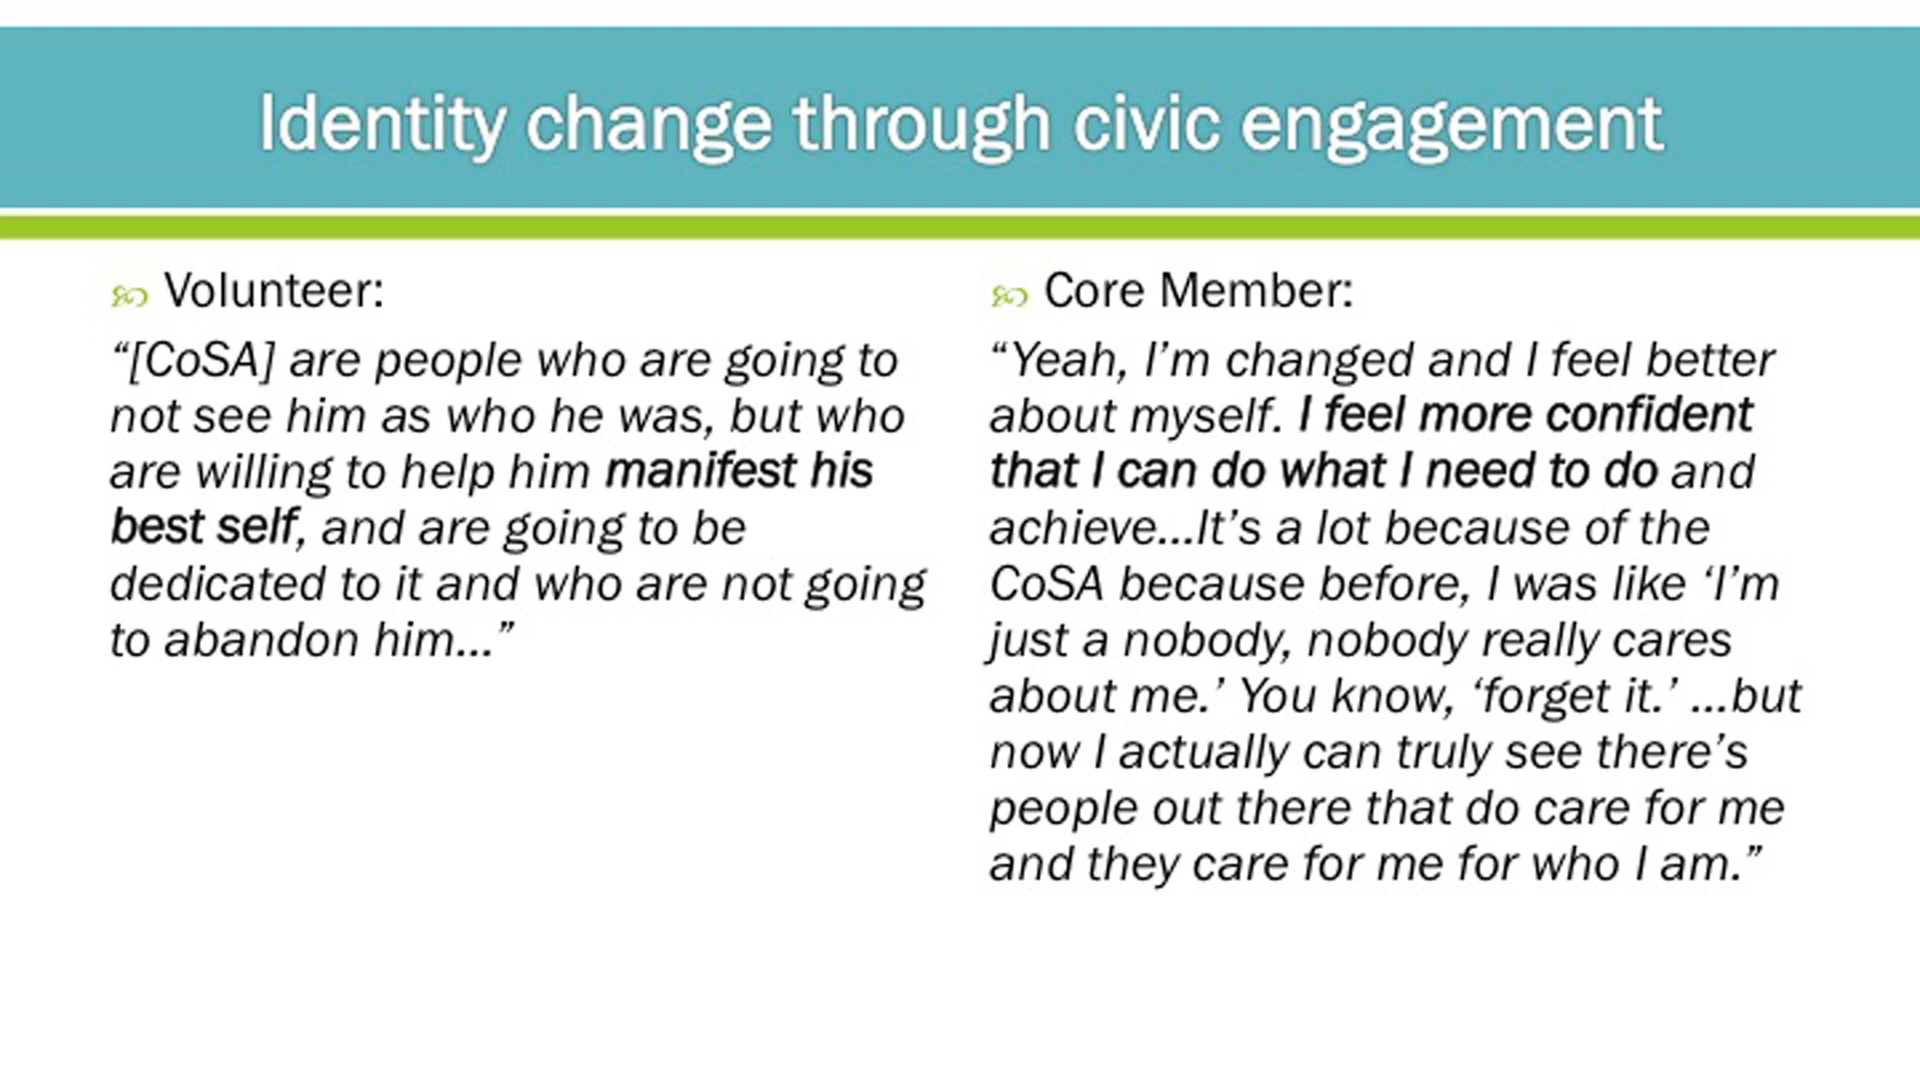 Identity change through civic engagement
Volunteer:
“[CoSA] are people who are going to
not see him as who he was, but who
are willing to help him manifest his
best self, and are going to be
dedicated to it and who are not going
to abandon him...”
Core Member:
“Yeah, I’m changed and I feel better
about myself. I feel more confident
that I can do what I need to do and
achieve...It’s a lot because of the
CoSA because before, I was like ‘I’m
just a nobody, nobody really cares
about me.’ You know, ‘forget it.’ ...but
now I actually can truly see there’s
people out there that do care for me
and they care for me for who I am.”